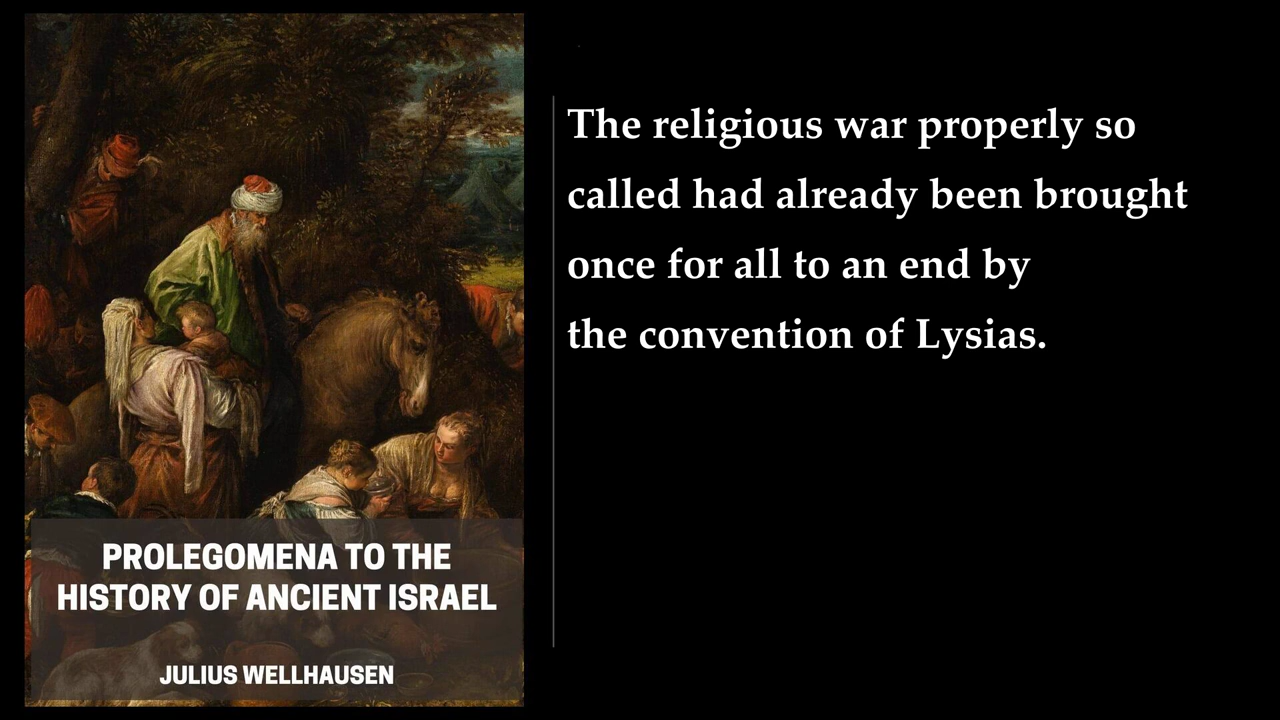 The religious war properly so
called had already been brought
once for all to an end by
the convention of Lysias.
PROLEGOMENA TO THE
HISTORY OF ANCIENT ISRAEL
JULIUS WELLHAUSEN